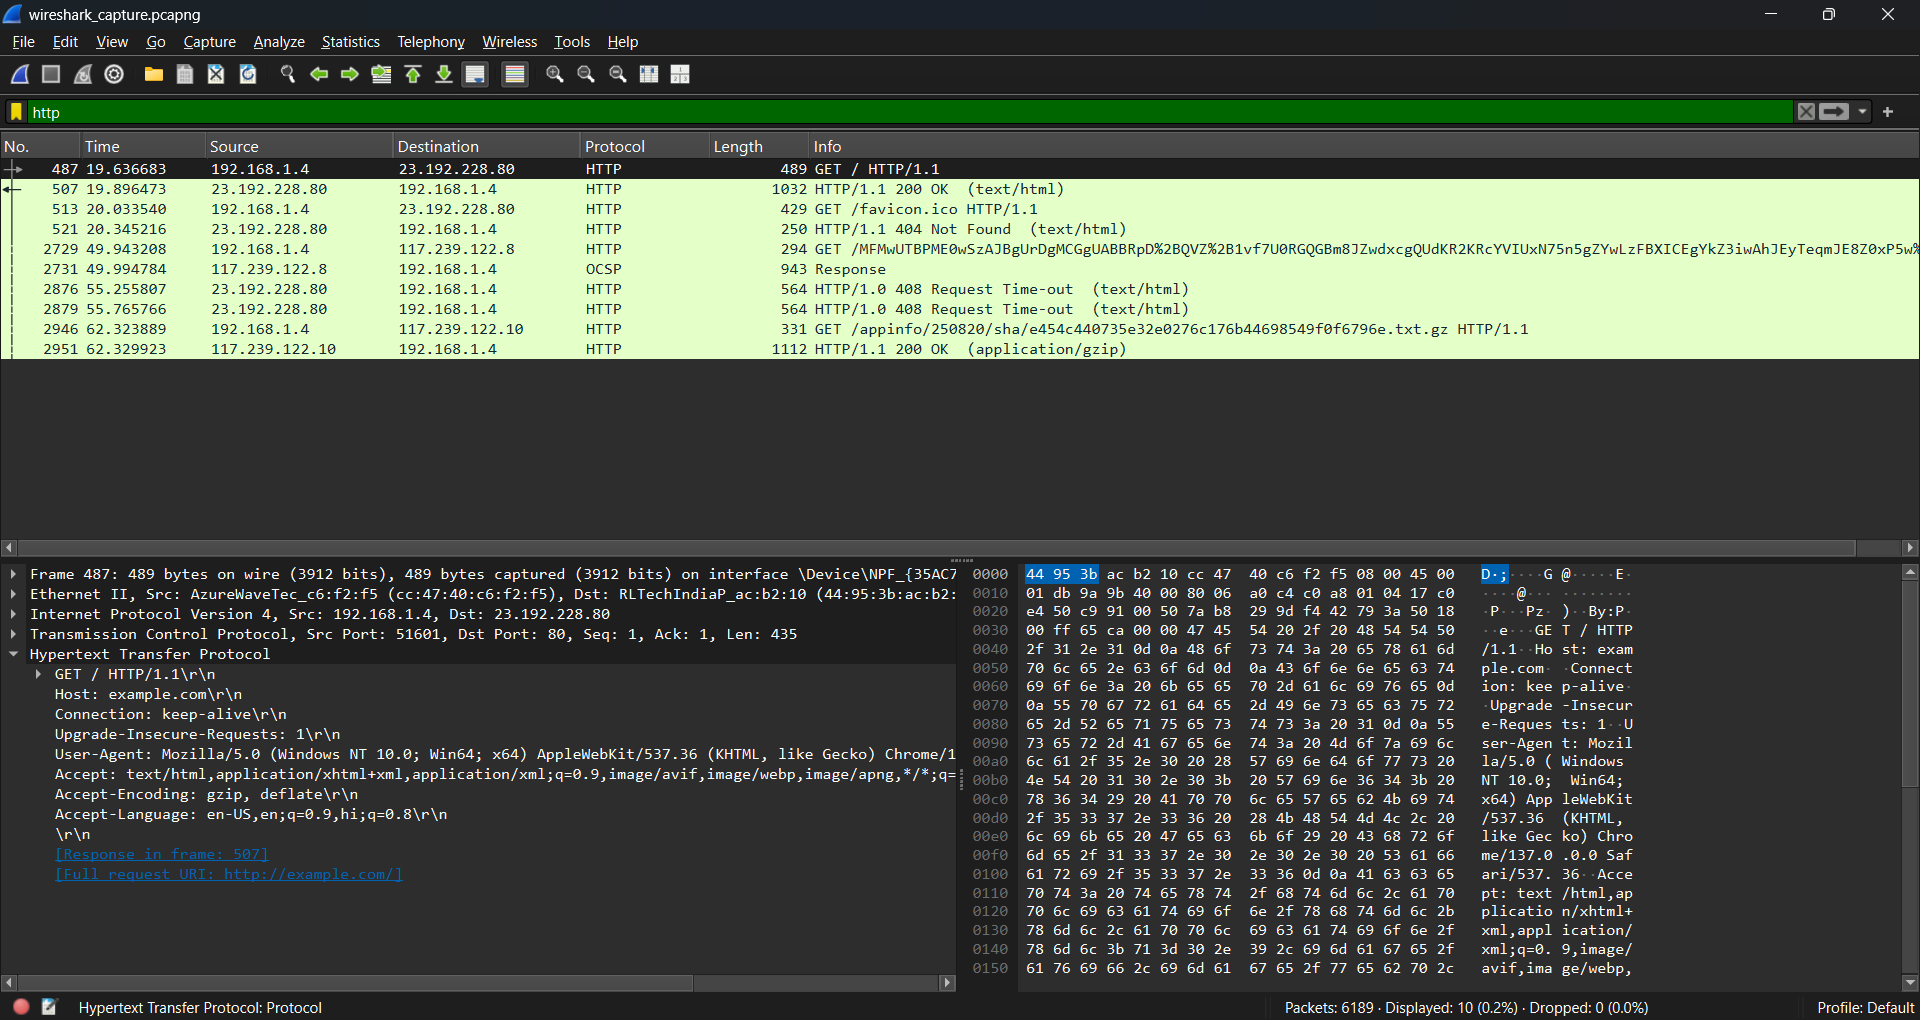 wireshark_capture.pcapng
File Edit View Go Capture Analyze Statistics Telephony Wireless Tools Help
http
No. Time Source Destination Protocol Length Info
487 19.636683 192.168.1.4 23.192.228.80 HTTP 489 GET / HTTP/1.1
507 19.896473 23.192.228.80 192.168.1.4 HTTP 1032 HTTP/1.1 200 OK (text/html)
513 20.033540 192.168.1.4 23.192.228.80 HTTP 429 GET /favicon.ico HTTP/1.1
521 20.345216 23.192.228.80 192.168.1.4 HTTP 250 HTTP/1.1 404 Not Found (text/html)
2729 49.943208 192.168.1.4 117.239.122.8 HTTP 294 GET /MFMwUTBPME0wSzAJBgUrDgMCGgUABBRpD%2BQVZ%2B1vf7U0RGQGBm8JZwdxcgQUdKR2KRcYVIUxN75n5gZYwLzFBXICEgYkZ3iwAhJEyTeqmJE8Z0xP5w%
2731 49.994784 117.239.122.8 192.168.1.4 OCSP 943 Response
2876 55.255807 23.192.228.80 192.168.1.4 HTTP 564 HTTP/1.0 408 Request Time-out (text/html)
2879 55.765766 23.192.228.80 192.168.1.4 HTTP 564 HTTP/1.0 408 Request Time-out (text/html)
2946 62.323889 192.168.1.4 117.239.122.10 HTTP 331 GET /appinfo/250820/sha/e454c440735e32e0276c176b44698549f0f6796e.txt.gz HTTP/1.1
2951 62.329923 117.239.122.10 192.168.1.4 HTTP 1112 HTTP/1.1 200 OK (application/gzip)
Frame 487: 489 bytes on wire (3912 bits), 489 bytes captured (3912 bits) on interface \Device\NPF_{35AC7
Ethernet II, Src: AzureWaveTec_c6:f2:f5 (cc:47:40:c6:f2:f5), Dst: RLTechIndiaP_ac:b2:10 (44:95:3b:ac:b2:
Internet Protocol Version 4, Src: 192.168.1.4, Dst: 23.192.228.80
Transmission Control Protocol, Src Port: 51601, Dst Port: 80, Seq: 1, Ack: 1, Len: 435
Hypertext Transfer Protocol
GET / HTTP/1.1\r\n
Host: example.com\r\n
Connection: keep-alive\r\n
Upgrade-Insecure-Requests: 1\r\n
User-Agent: Mozilla/5.0 (Windows NT 10.0; Win64; x64) AppleWebKit/537.36 (KHTML, like Gecko) Chrome/1
Accept: text/html,application/xhtml+xml,application/xml;q=0.9,image/avif,image/webp,image/apng,*/*;q=
Accept-Encoding: gzip, deflate\r\n
Accept-Language: en-US,en;q=0.9,hi;q=0.8\r\n
\r\n
[Response in frame: 507]
[Full request URI: http://example.com/]
0000 44 95 3b ac b2 10 cc 47 40 c6 f2 f5 08 00 45 00 D·;····G @·····E·
0010 01 db 9a 9b 40 00 80 06 a0 c4 c0 a8 01 04 17 c0 ····@··· ········
0020 e4 50 c9 91 00 50 7a b8 29 9d f4 42 79 3a 50 18 ·P···Pz· )··By:P·
0030 00 ff 65 ca 00 00 47 45 54 20 2f 20 48 54 54 50 ··e···GE T / HTTP
0040 2f 31 2e 31 0d 0a 48 6f 73 74 3a 20 65 78 61 6d /1.1··Ho st: exam
0050 70 6c 65 2e 63 6f 6d 0d 0a 43 6f 6e 6e 65 63 74 ple.com· ·Connect
0060 69 6f 6e 3a 20 6b 65 65 70 2d 61 6c 69 76 65 0d ion: kee p-alive·
0070 0a 55 70 67 72 61 64 65 2d 49 6e 73 65 63 75 72 ·Upgrade -Insecur
0080 65 2d 52 65 71 75 65 73 74 73 3a 20 31 0d 0a 55 e-Reques ts: 1··U
0090 73 65 72 2d 41 67 65 6e 74 3a 20 4d 6f 7a 69 6c ser-Agen t: Mozil
00a0 6c 61 2f 35 2e 30 20 28 57 69 6e 64 6f 77 73 20 la/5.0 ( Windows
00b0 4e 54 20 31 30 2e 30 3b 20 57 69 6e 36 34 3b 20 NT 10.0; Win64;
00c0 78 36 34 29 20 41 70 70 6c 65 57 65 62 4b 69 74 x64) App leWebKit
00d0 2f 35 33 37 2e 33 36 20 28 4b 48 54 4d 4c 2c 20 /537.36 (KHTML,
00e0 6c 69 6b 65 20 47 65 63 6b 6f 29 20 43 68 72 6f like Gec ko) Chro
00f0 6d 65 2f 31 33 37 2e 30 2e 30 2e 30 20 53 61 66 me/137.0 .0.0 Saf
0100 61 72 69 2f 35 33 37 2e 33 36 0d 0a 41 63 63 65 ari/537. 36··Acce
0110 70 74 3a 20 74 65 78 74 2f 68 74 6d 6c 2c 61 70 pt: text /html,ap
0120 70 6c 69 63 61 74 69 6f 6e 2f 78 68 74 6d 6c 2b plicatio n/xhtml+
0130 78 6d 6c 2c 61 70 70 6c 69 63 61 74 69 6f 6e 2f xml,appl ication/
0140 78 6d 6c 3b 71 3d 30 2e 39 2c 69 6d 61 67 65 2f xml;q=0. 9,image/
0150 61 76 69 66 2c 69 6d 61 67 65 2f 77 65 62 70 2c avif,ima ge/webp,
Hypertext Transfer Protocol: Protocol
Packets: 6189 · Displayed: 10 (0.2%) · Dropped: 0 (0.0%)
Profile: Default